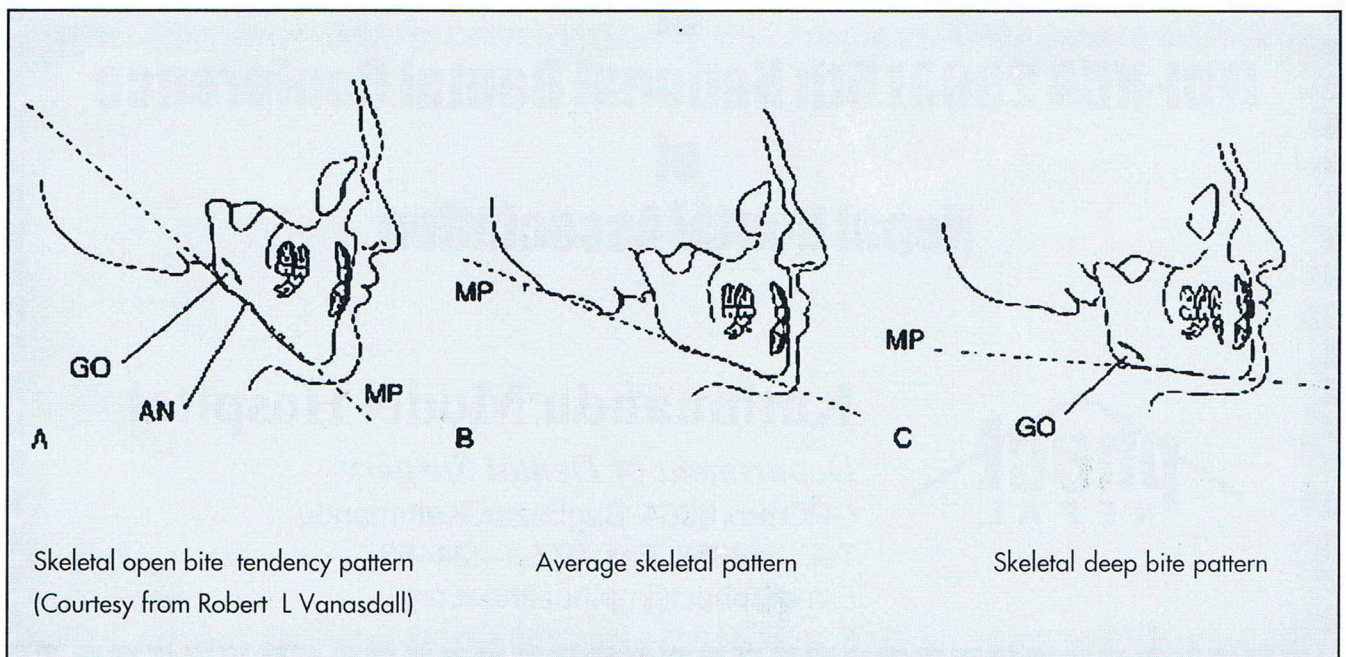 MP
MP
GO
MP
AN
GO
A
B
C
Skeletal open bite tendency pattern
(Courtesy from Robert L Vanasdall)
Average skeletal pattern
Skeletal deep bite pattern